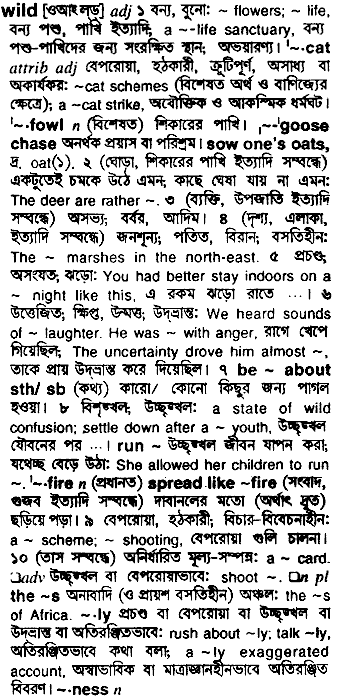 wild [ওআইল্‌ড্] adj ১ বন্য, বুনো: ~ flowers; ~ life,
বন্য পশু, পাখি ইত্যাদি; a ~-life sanctuary, বন্য
পশু-পাখিদের জন্য সংরক্ষিত স্থান; অভয়ারণ্য। '~·cat
attrib adj বেপরোয়া, হঠকারী, ত্রুটিপূর্ণ, অসাধ্য বা
অকার্যকর: ~cat schemes (বিশেষত অর্থ ও বাণিজ্যের
ক্ষেত্রে); a ~cat strike, অযৌক্তিক ও আকস্মিক ধর্মঘট।
'~·fowl n (বিশেষত) শিকারের পাখি। ,~-'goose
chase অনর্থক প্রয়াস বা পরিশ্রম। sow one's oats,
দ্র. oat(১). ২ (ঘোড়া, শিকারের পাখি ইত্যাদি সম্বন্ধে)
একটুতেই চমকে উঠে এমন; কাছে ঘেষা যায় না এমন:
The deer are rather ~. ৩ (ব্যক্তি, উপজাতি ইত্যাদি
সম্বন্ধে) অসভ্য; বর্বর, আদিম। ৪ (দৃশ্য, এলাকা,
ইত্যাদি সম্বন্ধে) জনশূন্য; পতিত, বিরান; বসতিহীন:
The ~ marshes in the north-east. ৫ প্রচণ্ড;
অসংযত; ঝড়ো: You had better stay indoors on a
~ night like this, এ রকম ঝড়ো রাতে ...। ৬
উত্তেজিত; ক্ষিপ্ত, উন্মত্ত; উদ্‌ভ্রান্ত: We heard sounds
of ~ laughter. He was ~ with anger, রাগে খেপে
গিয়েছিল; The uncertainty drove him almost ~,
তাকে প্রায় উদ্‌ভ্রান্ত করে দিয়েছিল। ৭ be ~ about
sth/ sb (কথ্য) কারো/ কোনো কিছুর জন্য পাগল
হওয়া। ৮ বিশৃঙ্খল; উচ্ছৃঙ্খল: a state of wild
confusion; settle down after a ~ youth, উচ্ছৃঙ্খল
যৌবনের পর ...। run ~ উচ্ছৃঙ্খল জীবন যাপন করা;
যথেচ্ছ বেড়ে উঠা: She allowed her children to run
~. '~·fire n (প্রধানত) spread like ~fire (সংবাদ,
গুজব ইত্যাদি সম্বন্ধে) দাবানলের মতো (অর্থাৎ দ্রুত)
ছড়িয়ে পড়া। ৯ বেপরোয়া, হঠকারী; বিচার-বিবেচনাহীন:
a ~ scheme; ~ shooting, বেপরোয়া গুলি চালনা।
১০ (তাস সম্বন্ধে) অনির্ধারিত মূল্য-সম্পন্ন: a ~ card.
□adv উচ্ছৃঙ্খল বা বেপরোয়াভাবে: shoot ~. □n pl
the ~s অনাবাদি (ও প্রায়শ বসতিহীন) অঞ্চল: the ~s
of Africa. ~·ly প্রচণ্ড বা বেপরোয়া বা উচ্ছৃঙ্খল বা
উদ্‌ভ্রান্ত বা অতিরঞ্জিতভাবে: rush about ~ly; talk ~ly,
অতিরঞ্জিতভাবে কথা বলা; a ~ly exaggerated
account, অস্বাভাবিক বা মাত্রাজ্ঞানহীনভাবে অতিরঞ্জিত
বিবরণ। ~·ness n